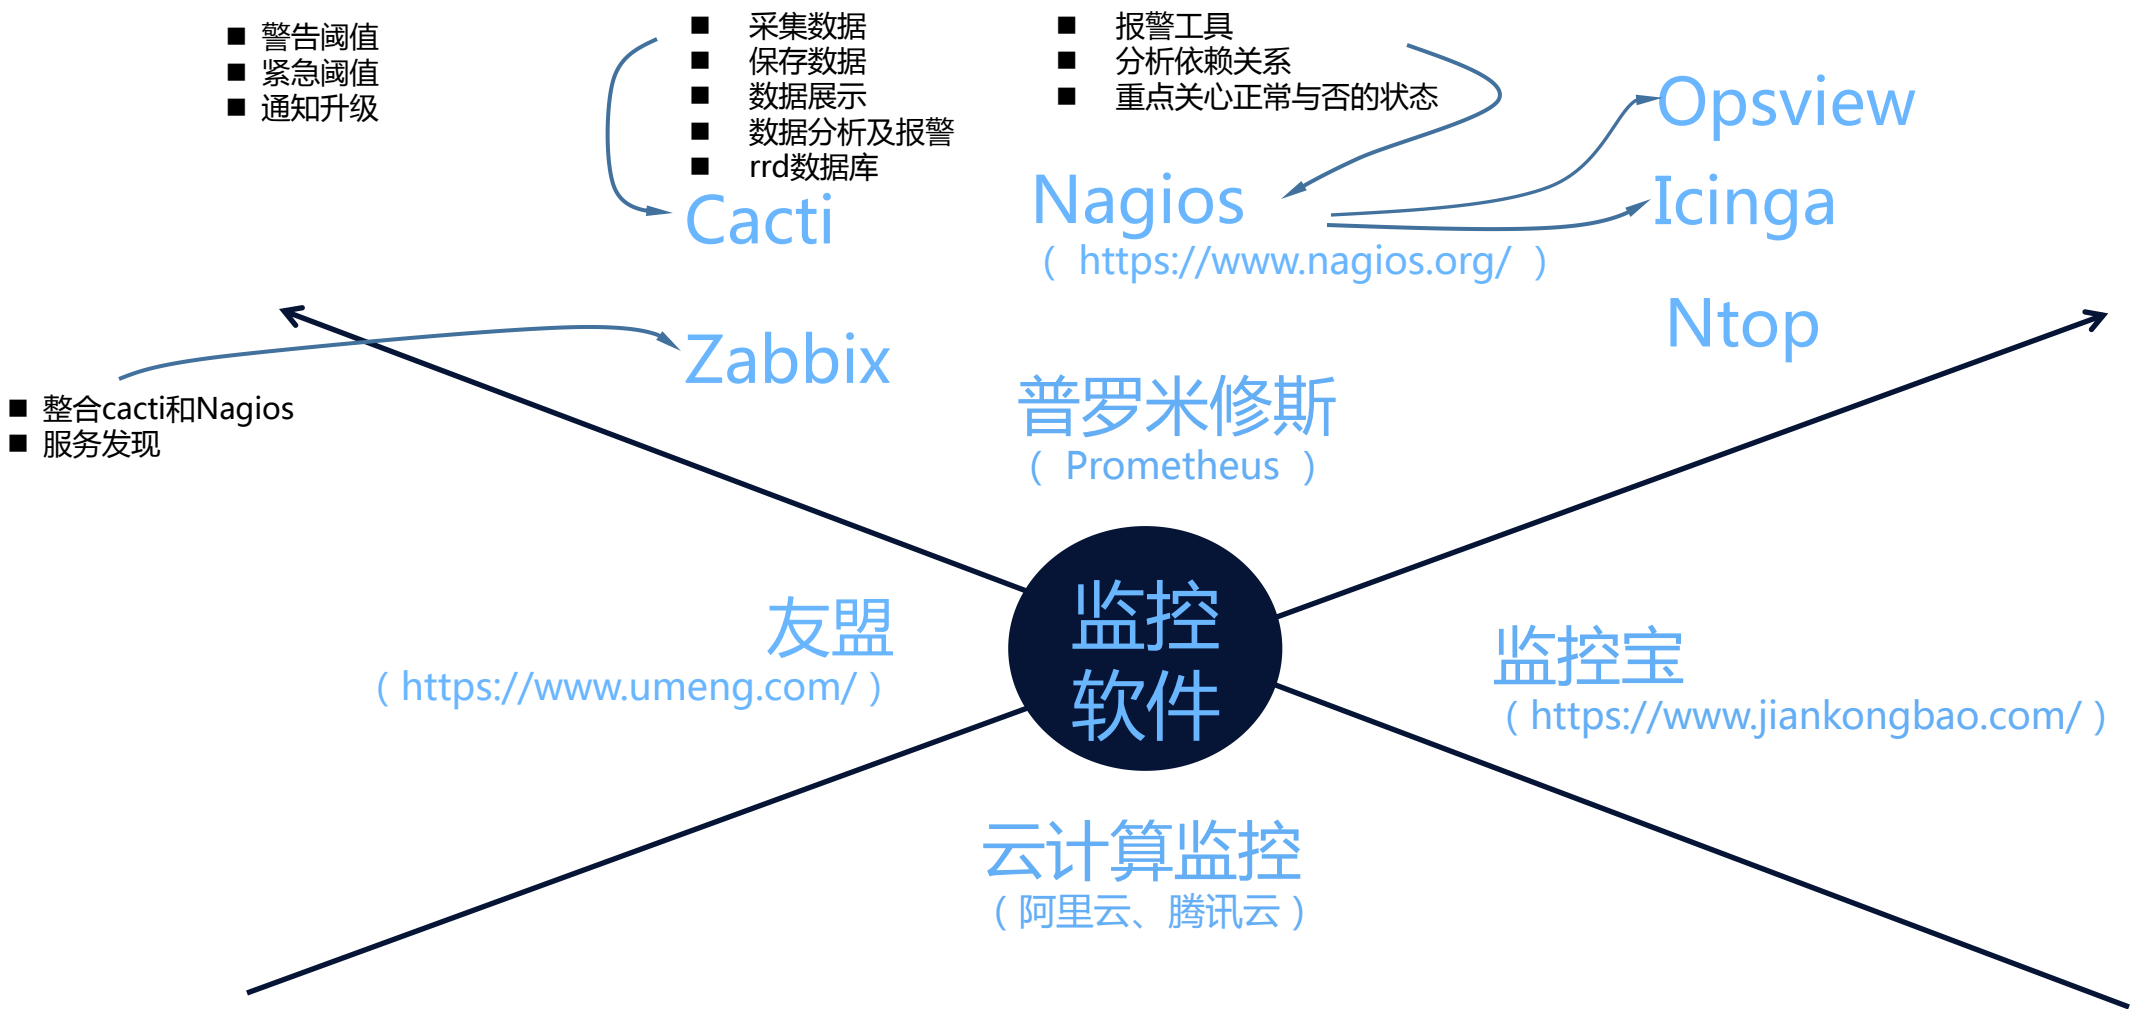 警告阈值
紧急阈值
通知升级
采集数据
保存数据
数据展示
数据分析及报警
rrd数据库
报警工具
分析依赖关系
重点关心正常与否的状态
Cacti
Nagios
（ https://www.nagios.org/ ）
Opsview
Icinga
Ntop
Zabbix
整合cacti和Nagios
服务发现
普罗米修斯
（ Prometheus ）
友盟
（https://www.umeng.com/）
监控
软件
监控宝
（https://www.jiankongbao.com/）
云计算监控
（阿里云、腾讯云）